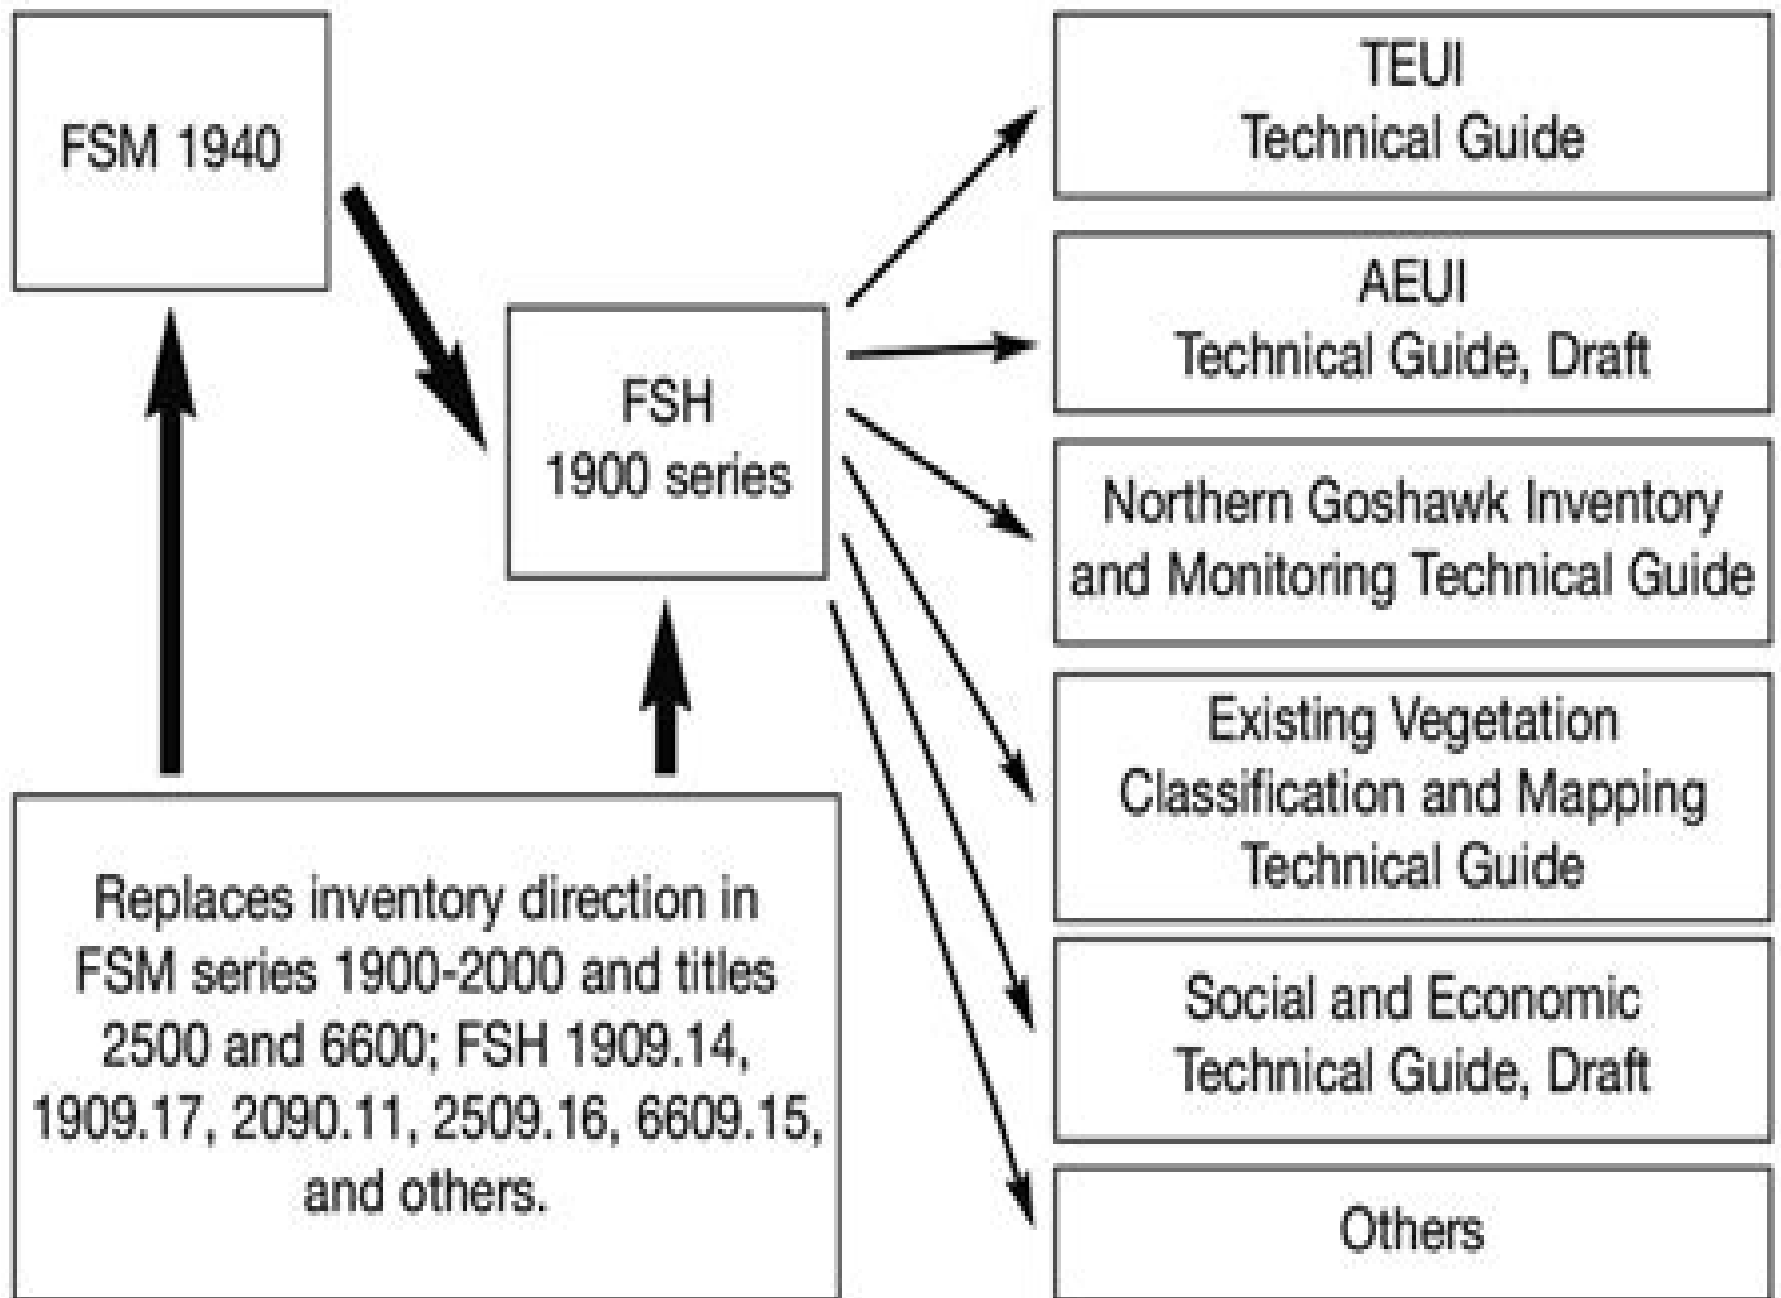 FSM 1940
FSH
1900 series
Replaces inventory direction in
FSM series 1900-2000 and titles
2500 and 6600; FSH 1909.14,
1909.17, 2090.11, 2509.16, 6609.15,
and others.
TEUI
Technical Guide
AEUI
Technical Guide, Draft
Northern Goshawk Inventory
and Monitoring Technical Guide
Existing Vegetation
Classification and Mapping
Technical Guide
Social and Economic
Technical Guide, Draft
Others